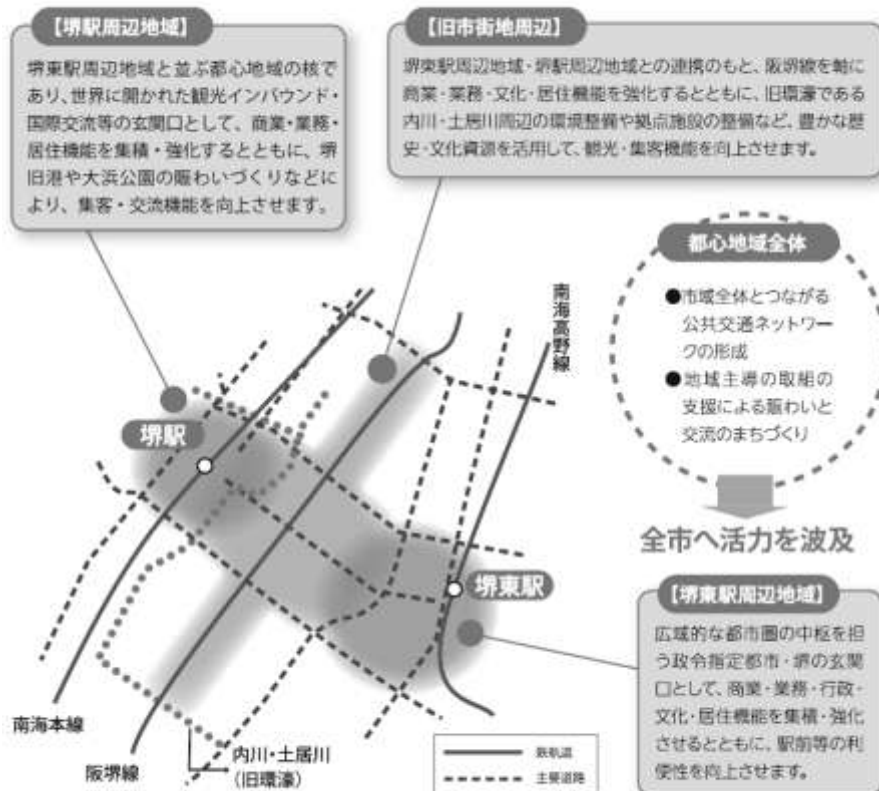 【堺駅周辺地域】
堺東駅周辺地域と並ぶ都心地域の核で
あり、世界に開かれた観光インバウンド・
国際交流等の玄関口として、商業・業務・
居住機能を集積・強化するとともに、堺
旧港や大浜公園の賑わいづくりなどに
より、集客・交流機能を向上させます。
【旧市街地周辺】
堺東駅周辺地域・堺駅周辺地域との連携のもと、阪堺線を軸に
商業・業務・文化・居住機能を強化するとともに、旧環濠である
内川・土居川周辺の環境整備や拠点施設の整備など、豊かな歴
史・文化資源を活用して、観光・集客機能を向上させます。
都心地域全体
●市域全体とつながる
公共交通ネットワー
クの形成
●地域主導の取組の
支援による賑わいと
交流のまちづくり
全市へ活力を波及
南海高野線
堺駅
堺東駅
【堺東駅周辺地域】
広域的な都市圏の中枢を担
う政令指定都市・堺の玄関
口として、商業・業務・行政・
文化・居住機能を集積・強化
させるとともに、駅前等の利
便性を向上させます。
南海本線
阪堺線
内川・土居川
(旧環濠)
鉄軌道
主要道路